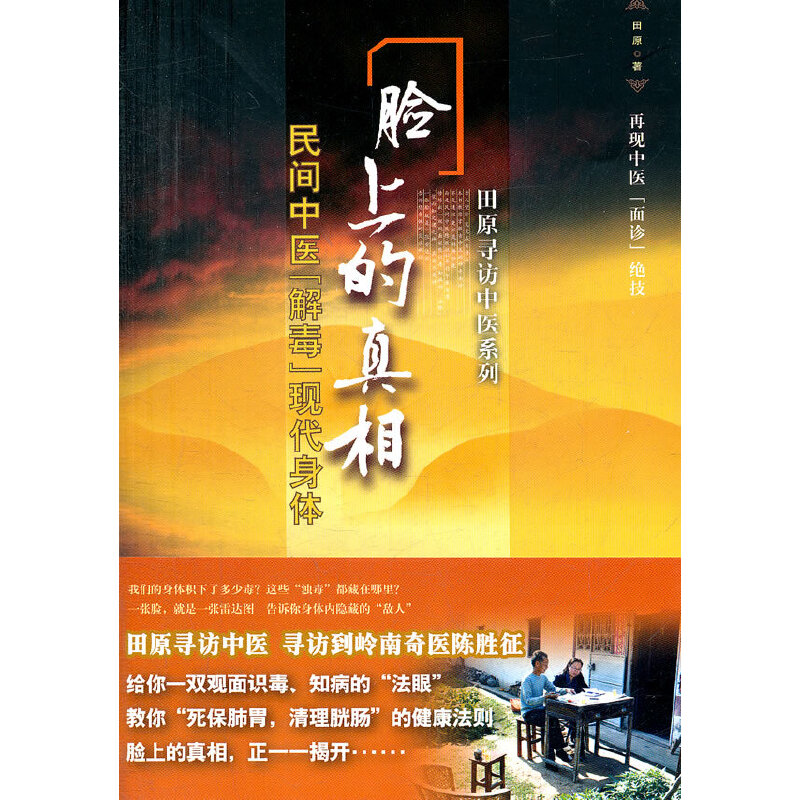 田原◎著
再现中医「面诊」绝技
田原寻访中医系列
脸上的真相
民间中医「解毒」现代身体
我们的身体积下了多少毒？这些“浊毒”都藏在哪里？
一张脸，就是一张雷达图 告诉你身体内隐藏的“敌人”
田原寻访中医 寻访到岭南奇医陈胜征
给你一双观面识毒、知病的“法眼”
教你“死保肺胃，清理胱肠”的健康法则
脸上的真相，正一一揭开……